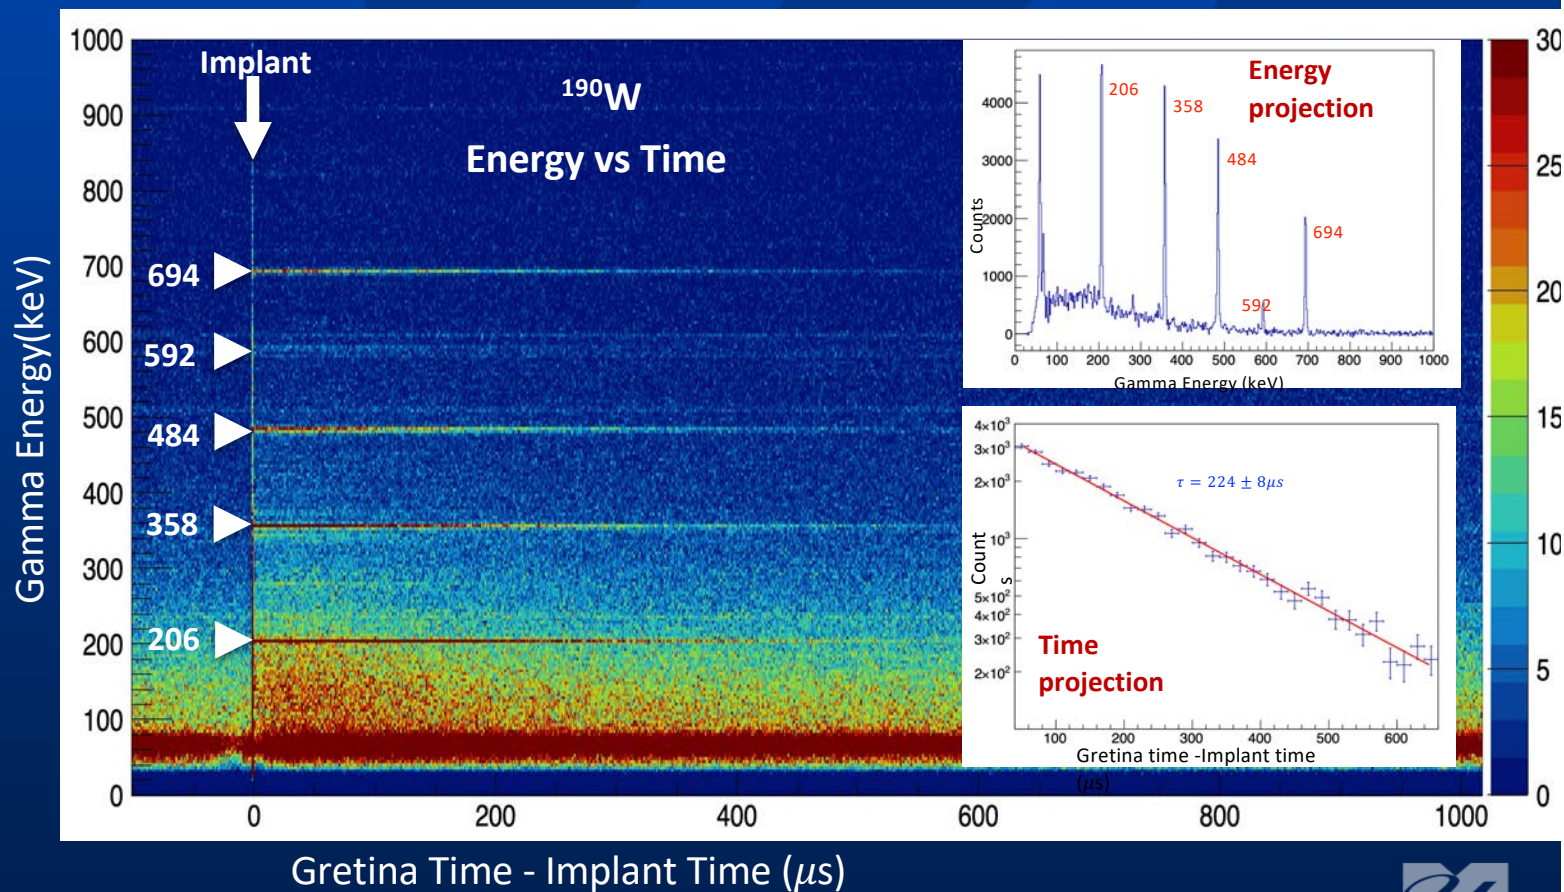 Implant
190W
Energy vs Time
Gamma Energy(keV)
1000
900
800
700
600
500
400
300
200
100
0
694
592
484
358
206
0
200
400
600
800
1000
Gretina Time - Implant Time (μs)
30
25
20
15
10
5
0
Energy
projection
Counts
4000
3000
2000
1000
0
206
358
484
592
694
0 100 200 300 400 500 600 700 800 900 1000
Gamma Energy (keV)
4×10³
3×10³
2×10³
10³
5×10²
4×10²
3×10²
2×10²
Count
s
τ = 224 ± 8μs
Time
projection
100 200 300 400 500 600
Gretina time -Implant time
(μs)